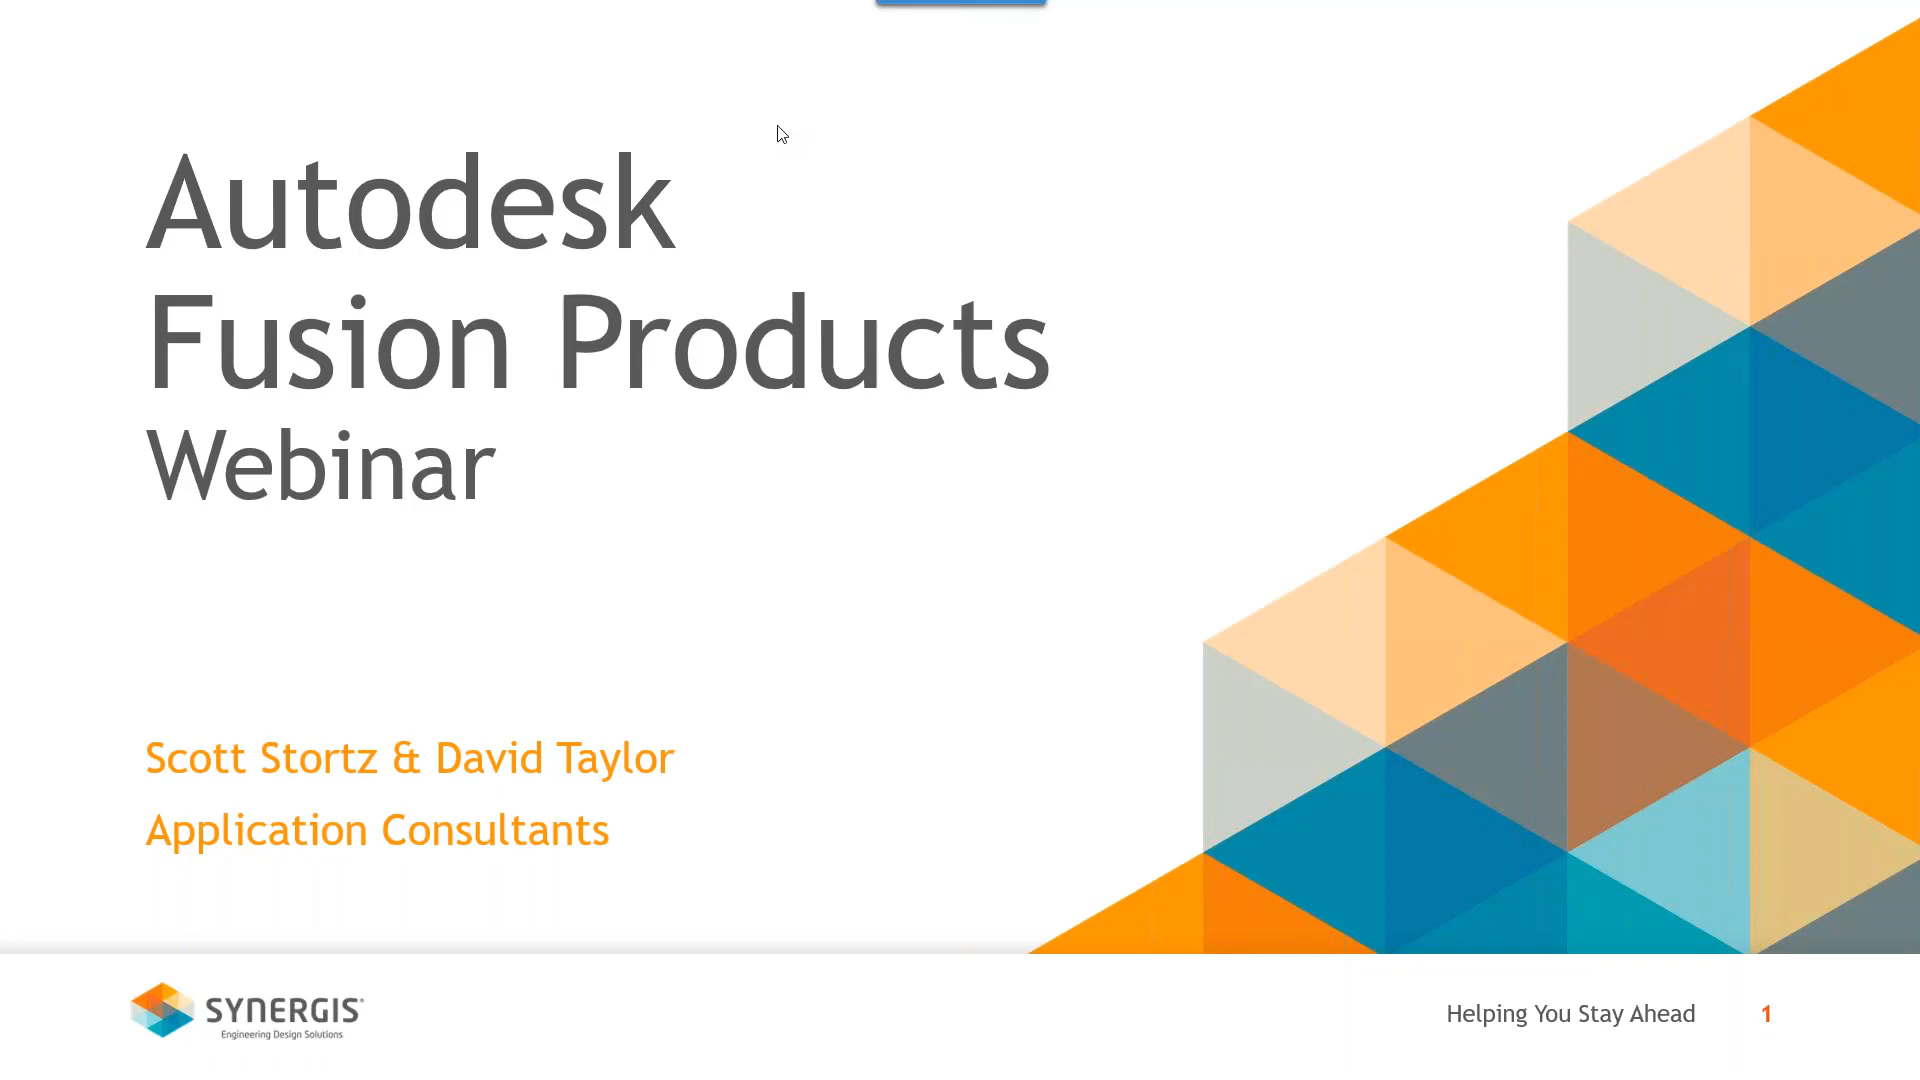 Autodesk
Fusion Products
Webinar
Scott Stortz & David Taylor
Application Consultants
SYNERGIS®
Engineering Design Solutions
Helping You Stay Ahead
1